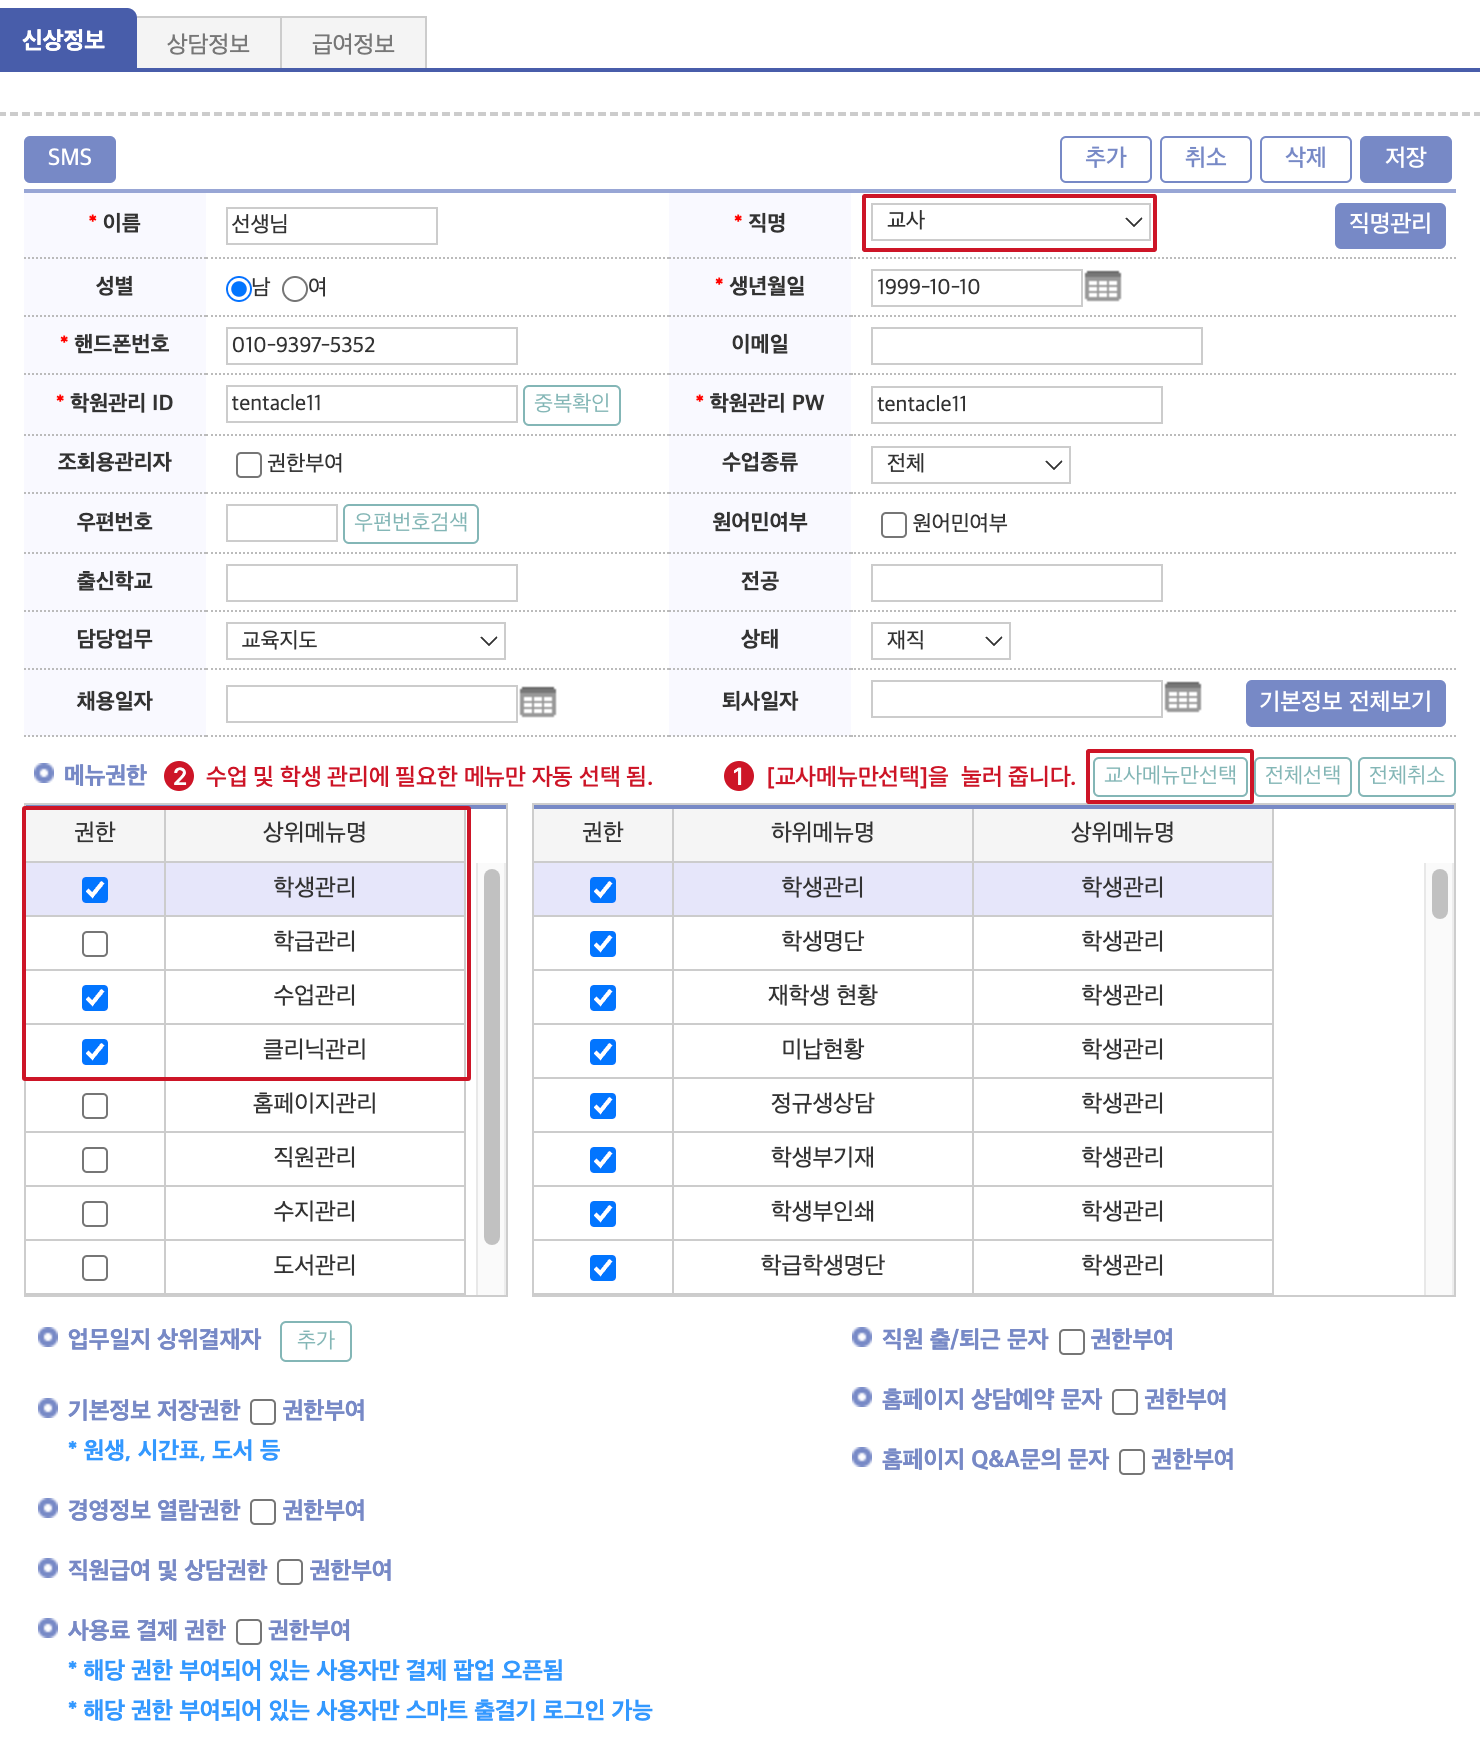 신상정보 상담정보 급여정보
SMS 추가 취소 삭제 저장
* 이름 선생님 * 직명 교사 직명관리
성별 남 여 * 생년월일 1999-10-10
* 핸드폰번호 010-9397-5352 이메일
* 학원관리 ID tentacle11 중복확인 * 학원관리 PW tentacle11
조회용관리자 권한부여 수업종류 전체
우편번호 우편번호검색 원어민여부 원어민여부
출신학교 전공
담당업무 교육지도 상태 재직
채용일자 퇴사일자 기본정보 전체보기
메뉴권한 2 수업 및 학생 관리에 필요한 메뉴만 자동 선택 됨. 1 [교사메뉴만선택]을 눌러 줍니다. 교사메뉴만선택 전체선택 전체취소
권한 상위메뉴명 권한 하위메뉴명 상위메뉴명
학생관리 학생관리 학생관리
학급관리 학생명단 학생관리
수업관리 재학생 현황 학생관리
클리닉관리 미납현황 학생관리
홈페이지관리 정규생상담 학생관리
직원관리 학생부기재 학생관리
수지관리 학생부인쇄 학생관리
도서관리 학급학생명단 학생관리
업무일지 상위결재자 추가 직원 출/퇴근 문자 권한부여
홈페이지 상담예약 문자 권한부여
기본정보 저장권한 권한부여
* 원생, 시간표, 도서 등
홈페이지 Q&A문의 문자 권한부여
경영정보 열람권한 권한부여
직원급여 및 상담권한 권한부여
사용료 결제 권한 권한부여
* 해당 권한 부여되어 있는 사용자만 결제 팝업 오픈됨
* 해당 권한 부여되어 있는 사용자만 스마트 출결기 로그인 가능